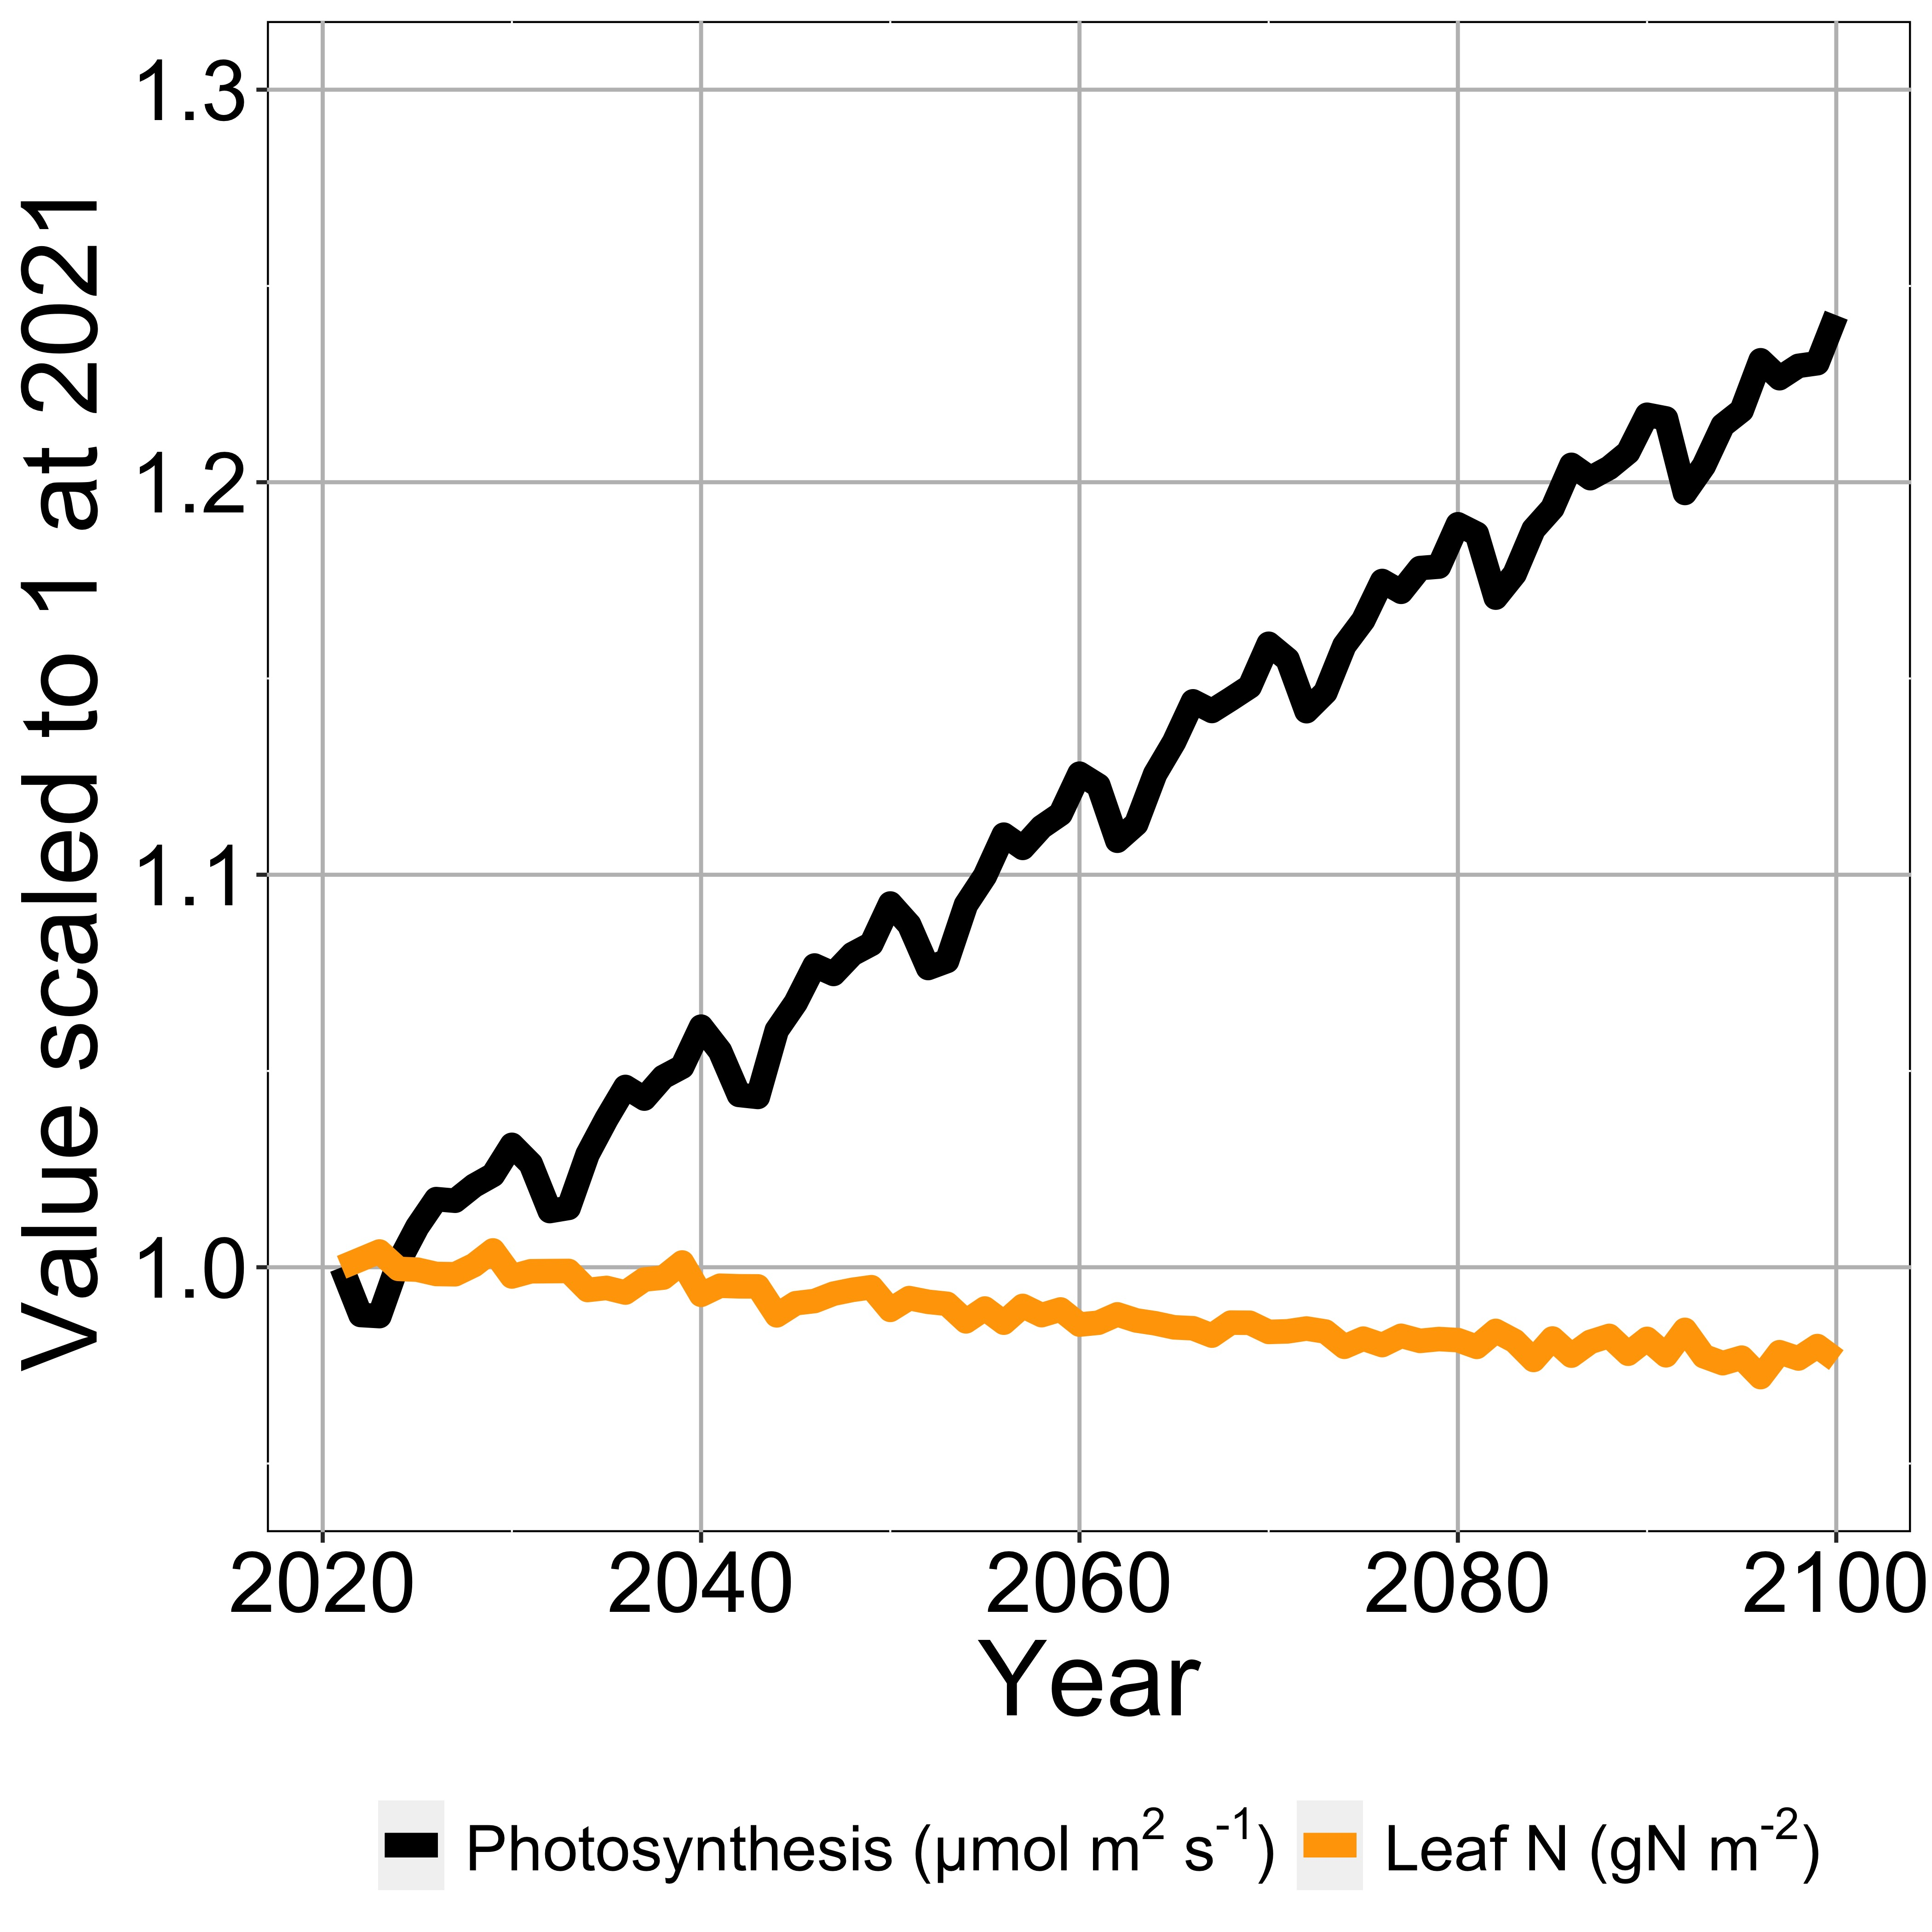 Value scaled to 1 at 2021
1.3
1.2
1.1
1.0
2020 2040 2060 2080 2100
Year
Photosynthesis (μmol m² s⁻¹) Leaf N (gN m⁻²)